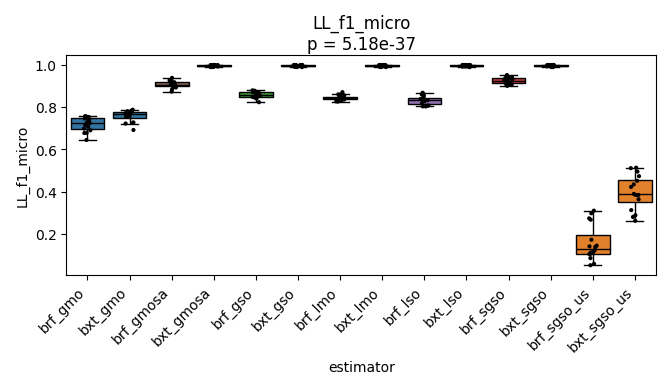 LL_f1_micro
p = 5.18e-37
LL_f1_micro
1.0
0.8
0.6
0.4
0.2
brf_gmo
bxt_gmo
brf_gmosa
bxt_gmosa
brf_gso
bxt_gso
brf_lmo
bxt_lmo
brf_lso
bxt_lso
brf_sgso
bxt_sgso
brf_sgso_us
bxt_sgso_us
estimator